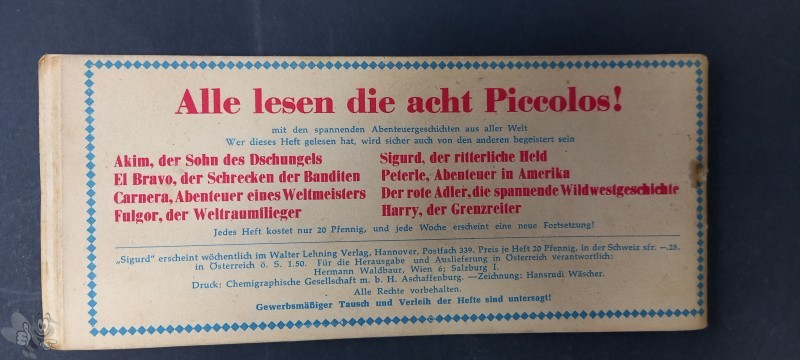 Alle lesen die acht Piccolos!
mit den spannenden Abenteuergeschichten aus aller Welt
Wer dieses Heft gelesen hat, wird sicher auch von den anderen begeistert sein
Akim, der Sohn des Dschungels
El Bravo, der Schrecken der Banditen
Carnera, Abenteuer eines Weltmeisters
Fulgor, der Weltraumflieger
Sigurd, der ritterliche Held
Peterle, Abenteuer in Amerika
Der rote Adler, die spannende Wildwestgeschichte
Harry, der Grenzreiter
Jedes Heft kostet nur 20 Pfennig, und jede Woche erscheint eine neue Fortsetzung!
„Sigurd" erscheint wöchentlich im Walter Lehning Verlag, Hannover, Postfach 339. Preis je Heft 20 Pfennig, in der Schweiz sfr. —.25.
in Österreich ö. S. 1.50. Für die Herausgabe und Auslieferung in Österreich verantwortlich:
Hermann Waldbaur, Wien 6; Salzburg I.
Druck: Chemigraphische Gesellschaft m. b. H. Aschaffenburg. —Zeichnung: Hansrudi Wäscher.
Alle Rechte vorbehalten.
Gewerbsmäßiger Tausch und Verleih der Hefte sind untersagt!